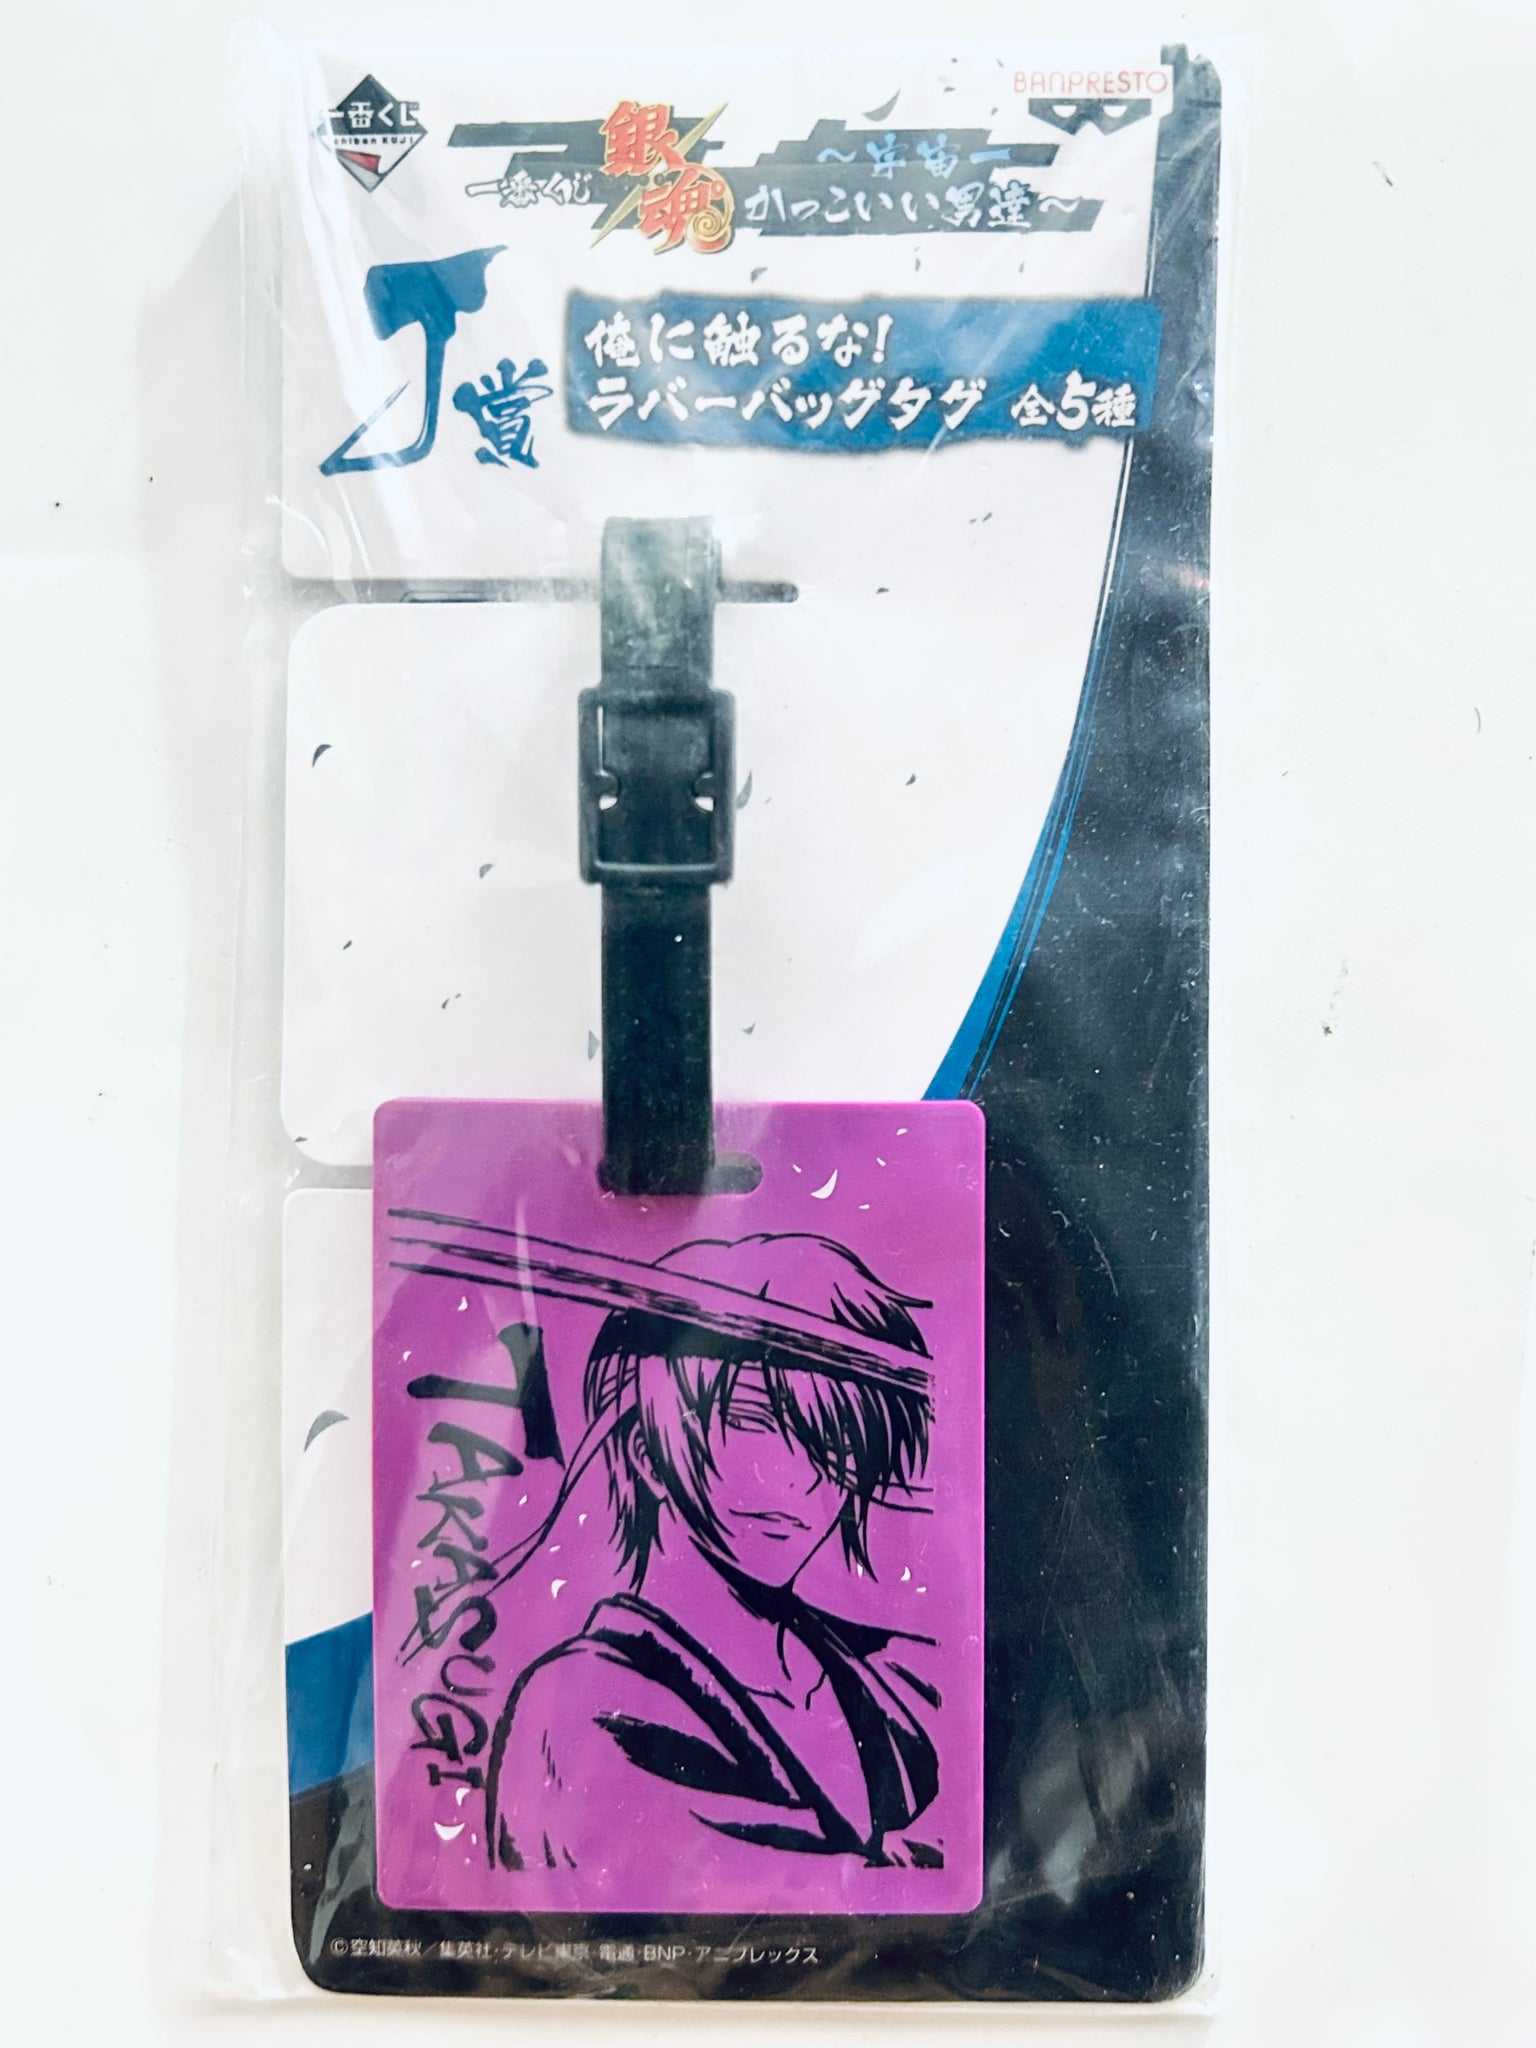 BANPRESTO
一番くじ
Ichiban KUJI
一番くじ 銀魂 ～宇宙一
かっこいい男達～
J賞
俺に触るな！
ラバーバッグタグ 全5種
TAKASUGI
©空知英秋／集英社・テレビ東京・電通・BNP・アニプレックス